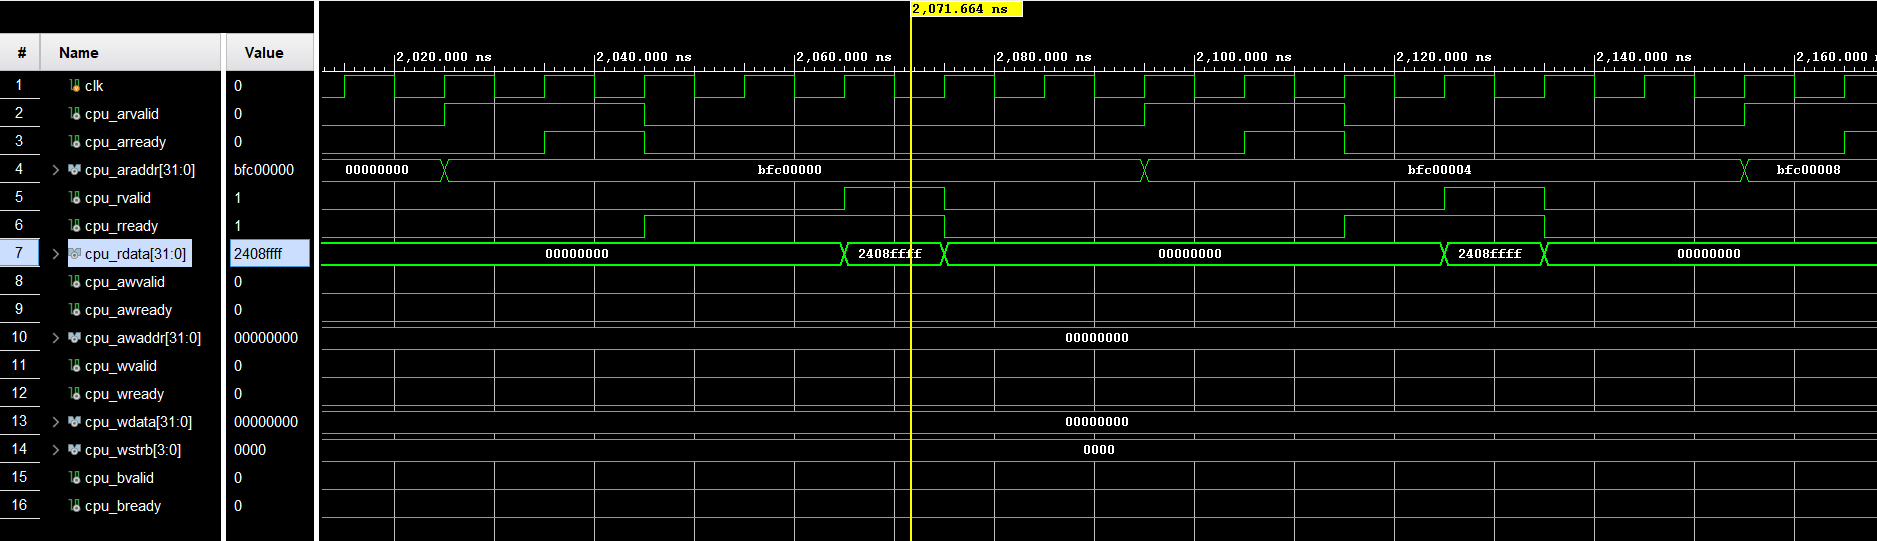 2,071.664 ns
# Name Value
2,020.000 ns 2,040.000 ns 2,060.000 ns 2,080.000 ns 2,100.000 ns 2,120.000 ns 2,140.000 ns 2,160.000
1 clk 0
2 cpu_arvalid 0
3 cpu_arready 0
4 cpu_araddr[31:0] bfc00000 00000000 bfc00000 bfc00004 bfc00008
5 cpu_rvalid 1
6 cpu_rready 1
7 cpu_rdata[31:0] 2408ffff 00000000 2408ffff 00000000 2408ffff 00000000
8 cpu_awvalid 0
9 cpu_awready 0
10 cpu_awaddr[31:0] 00000000 00000000
11 cpu_wvalid 0
12 cpu_wready 0
13 cpu_wdata[31:0] 00000000 00000000
14 cpu_wstrb[3:0] 0000 0000
15 cpu_bvalid 0
16 cpu_bready 0